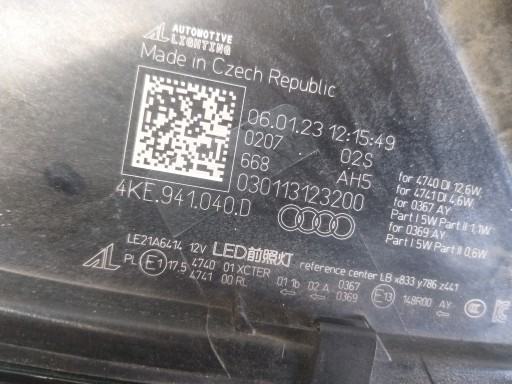 AL AUTOMOTIVE LIGHTING
Made in Czech Republic
06.01.23 12:15:49
0207 02S
668 AH5
030113123200
4KE.941.040.D
for 4740 DI 12,6W
for 4741 DI 4,6W
for 0367 AY
Part I 5W Part II 1,1W
for 0369 AY
Part I 5W Part II 0,6W
LE21A6414 12V LED前照灯 reference center LB x833 y786 z441
AL PL E1 17.5 4740 01 XCTER 01 1b 02 A 0367 E13 148R00 AY
4741 00 RL 0369